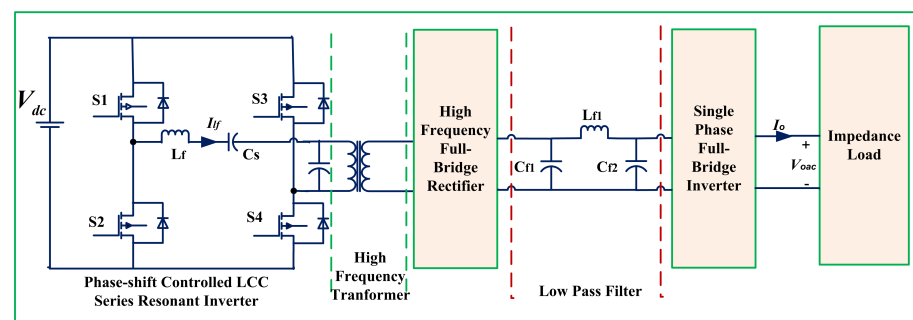 V dc
S1
S3
I lf
Lf
Cs
S2
S4
Phase-shift Controlled LCC
Series Resonant Inverter
High
Frequency
Tranformer
High
Frequency
Full-
Bridge
Rectifier
Lf1
Cf1
Cf2
Low Pass Filter
Single
Phase
Full-
Bridge
Inverter
Io
+
Voac
-
Impedance
Load